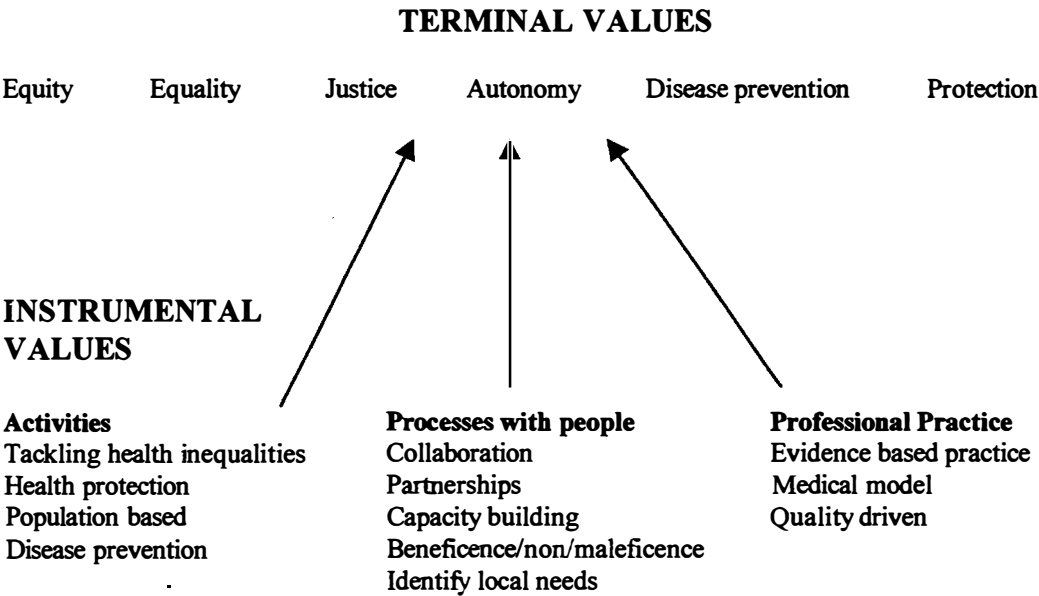 TERMINAL VALUES
Equity Equality Justice Autonomy Disease prevention Protection
INSTRUMENTAL
VALUES
Activities
Tackling health inequalities
Health protection
Population based
Disease prevention
Processes with people
Collaboration
Partnerships
Capacity building
Beneficence/non/maleficence
Identify local needs
Professional Practice
Evidence based practice
Medical model
Quality driven